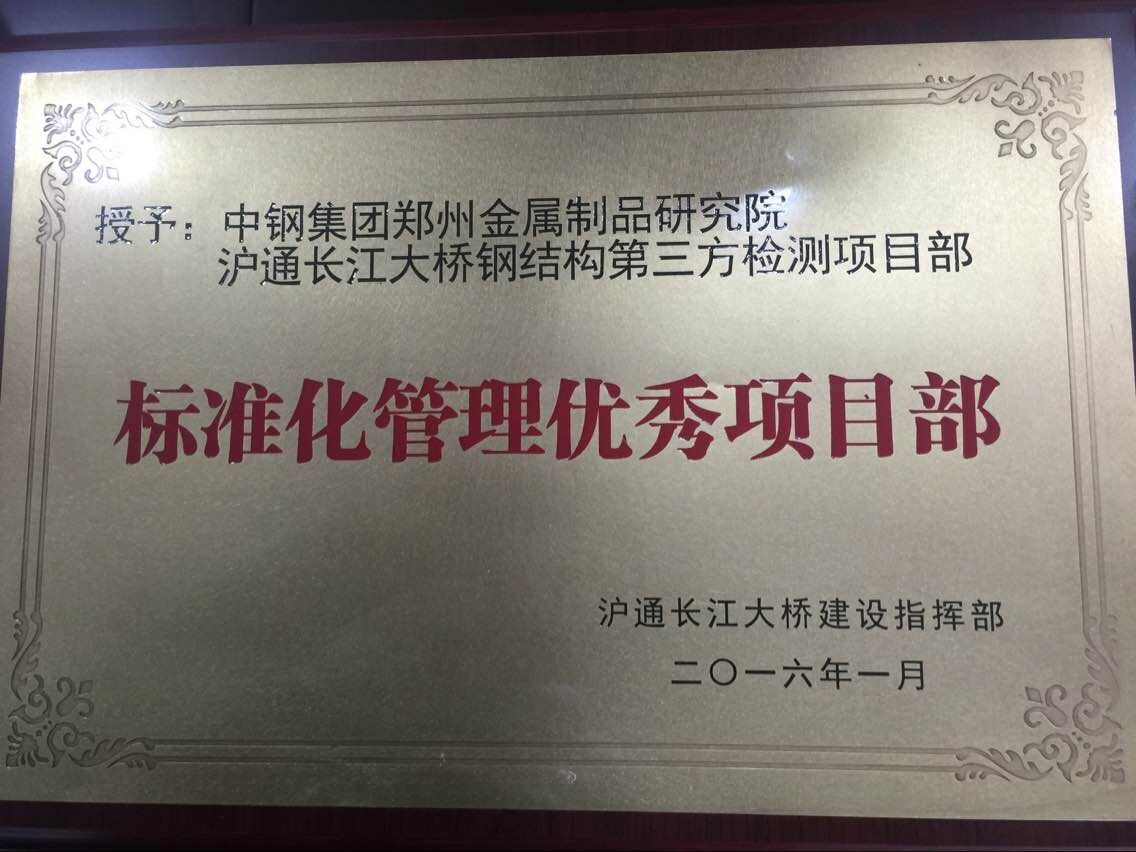 授予：中钢集团郑州金属制品研究院
沪通长江大桥钢结构第三方检测项目部
标准化管理优秀项目部
沪通长江大桥建设指挥部
二〇一六年一月